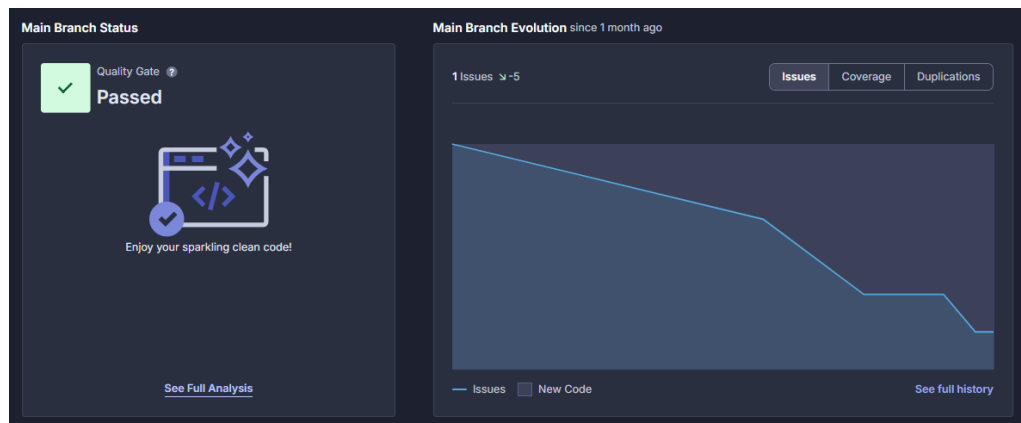 Main Branch Status
Quality Gate ?
Passed
</>
Enjoy your sparkling clean code!
See Full Analysis
Main Branch Evolution since 1 month ago
1 Issues ↘ -5
Issues Coverage Duplications
Issues New Code
See full history